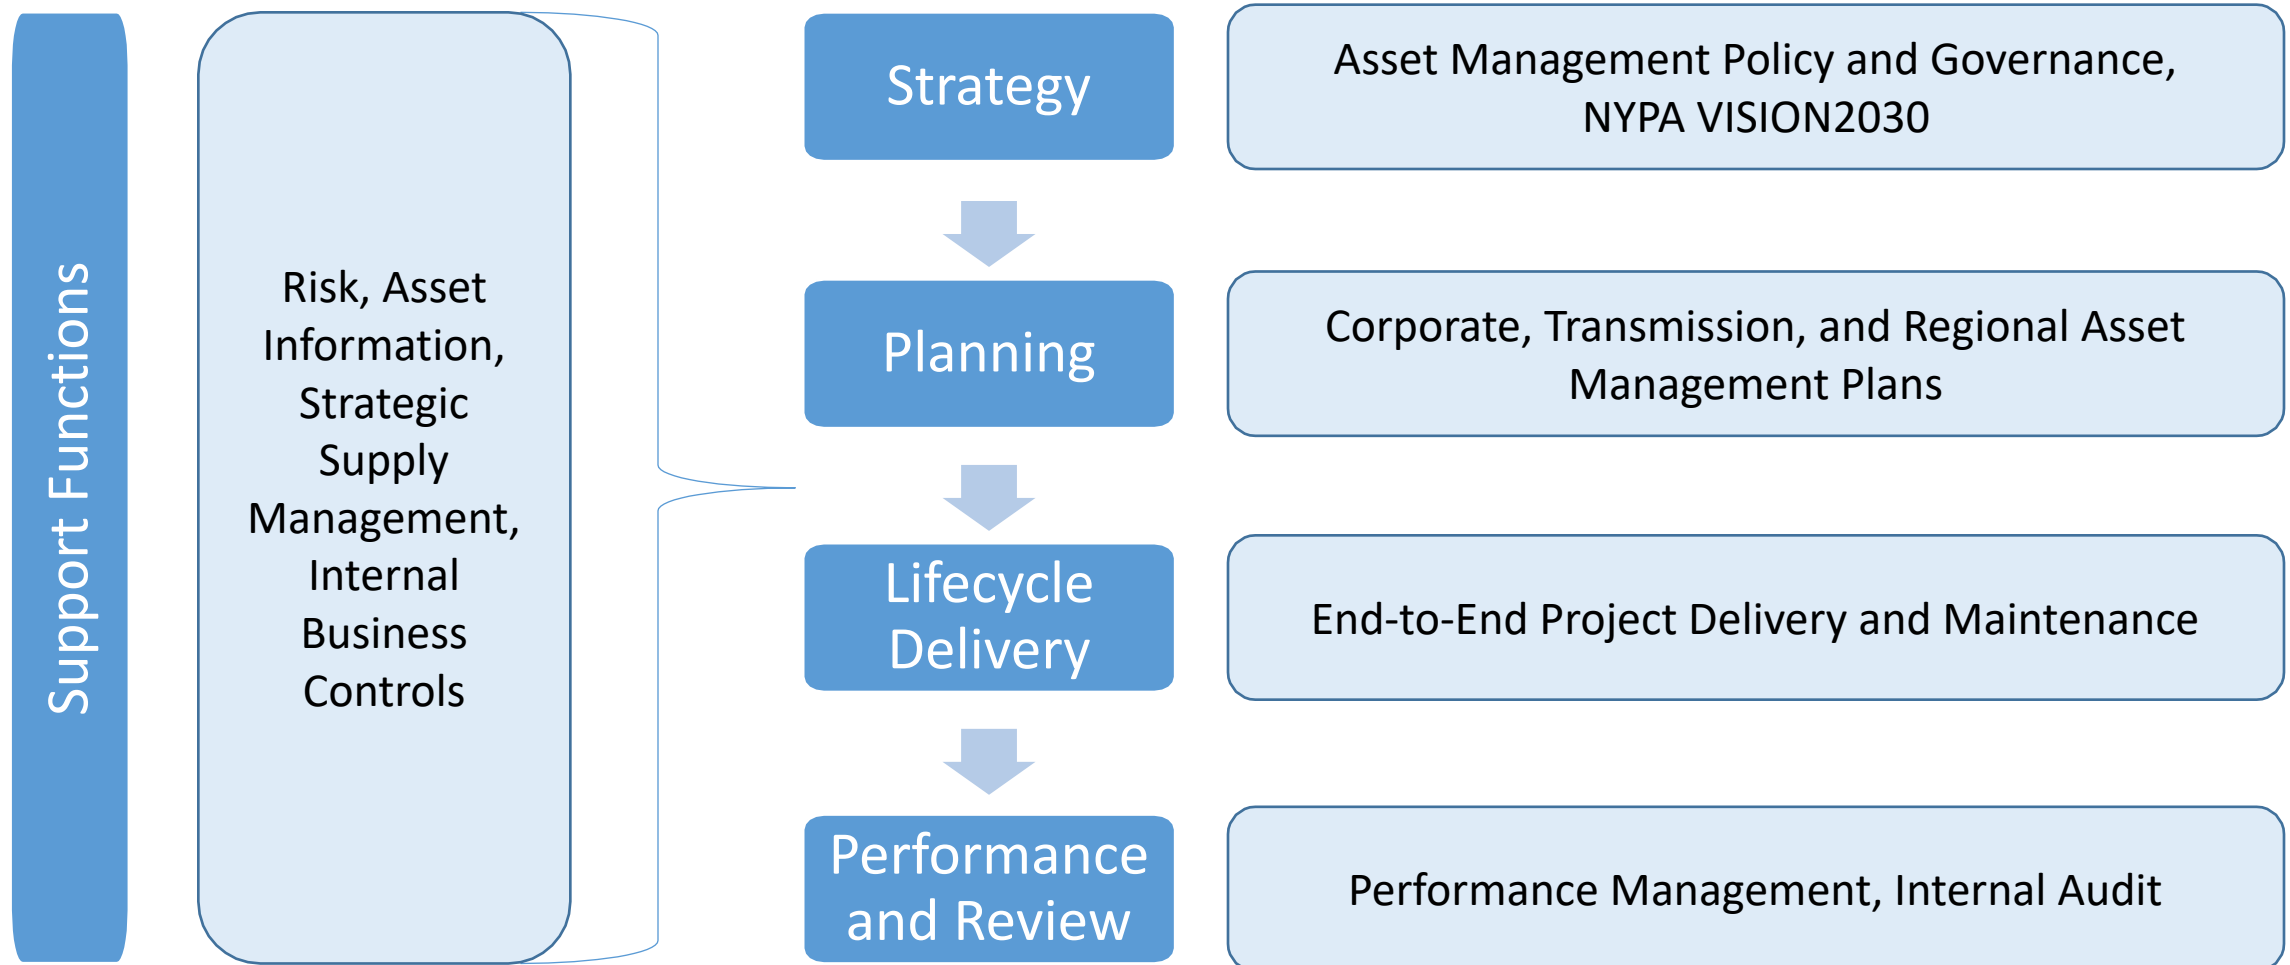 Support Functions
Risk, Asset
Information,
Strategic
Supply
Management,
Internal
Business
Controls
Strategy
Asset Management Policy and Governance,
NYPA VISION2030
Planning
Corporate, Transmission, and Regional Asset
Management Plans
Lifecycle
Delivery
End-to-End Project Delivery and Maintenance
Performance
and Review
Performance Management, Internal Audit